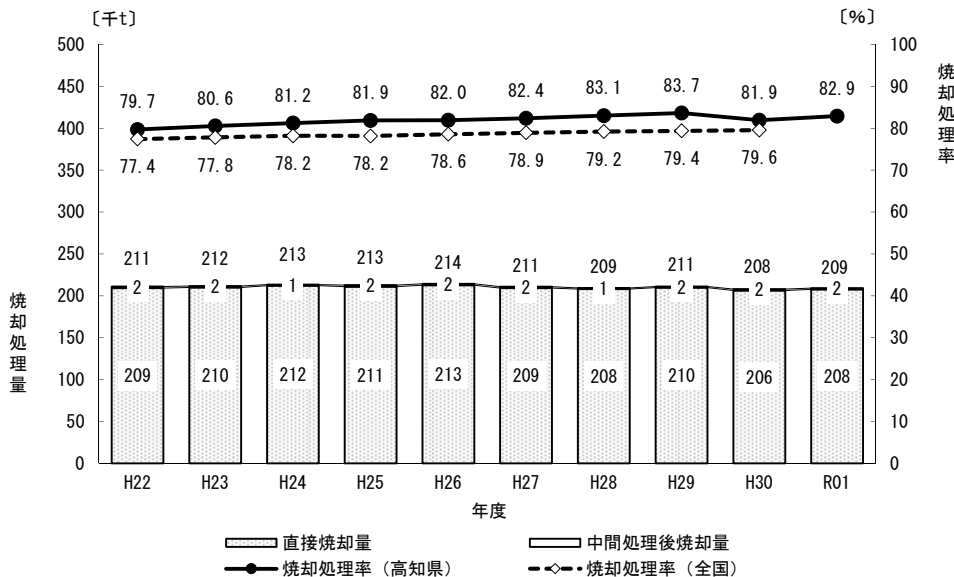 〔千t〕 〔%〕
500 100
450 90
400 80
350 70
300 60
250 50
200 40
150 30
100 20
50 10
0 0
焼却処理量
焼却処理率
79.7 80.6 81.2 81.9 82.0 82.4 83.1 83.7 81.9 82.9
77.4 77.8 78.2 78.2 78.6 78.9 79.2 79.4 79.6
211 212 213 213 214 211 209 211 208 209
2 2 1 2 2 2 1 2 2 2
209 210 212 211 213 209 208 210 206 208
H22 H23 H24 H25 H26 H27 H28 H29 H30 R01
年度
直接焼却量 中間処理後焼却量
焼却処理率（高知県） 焼却処理率（全国）